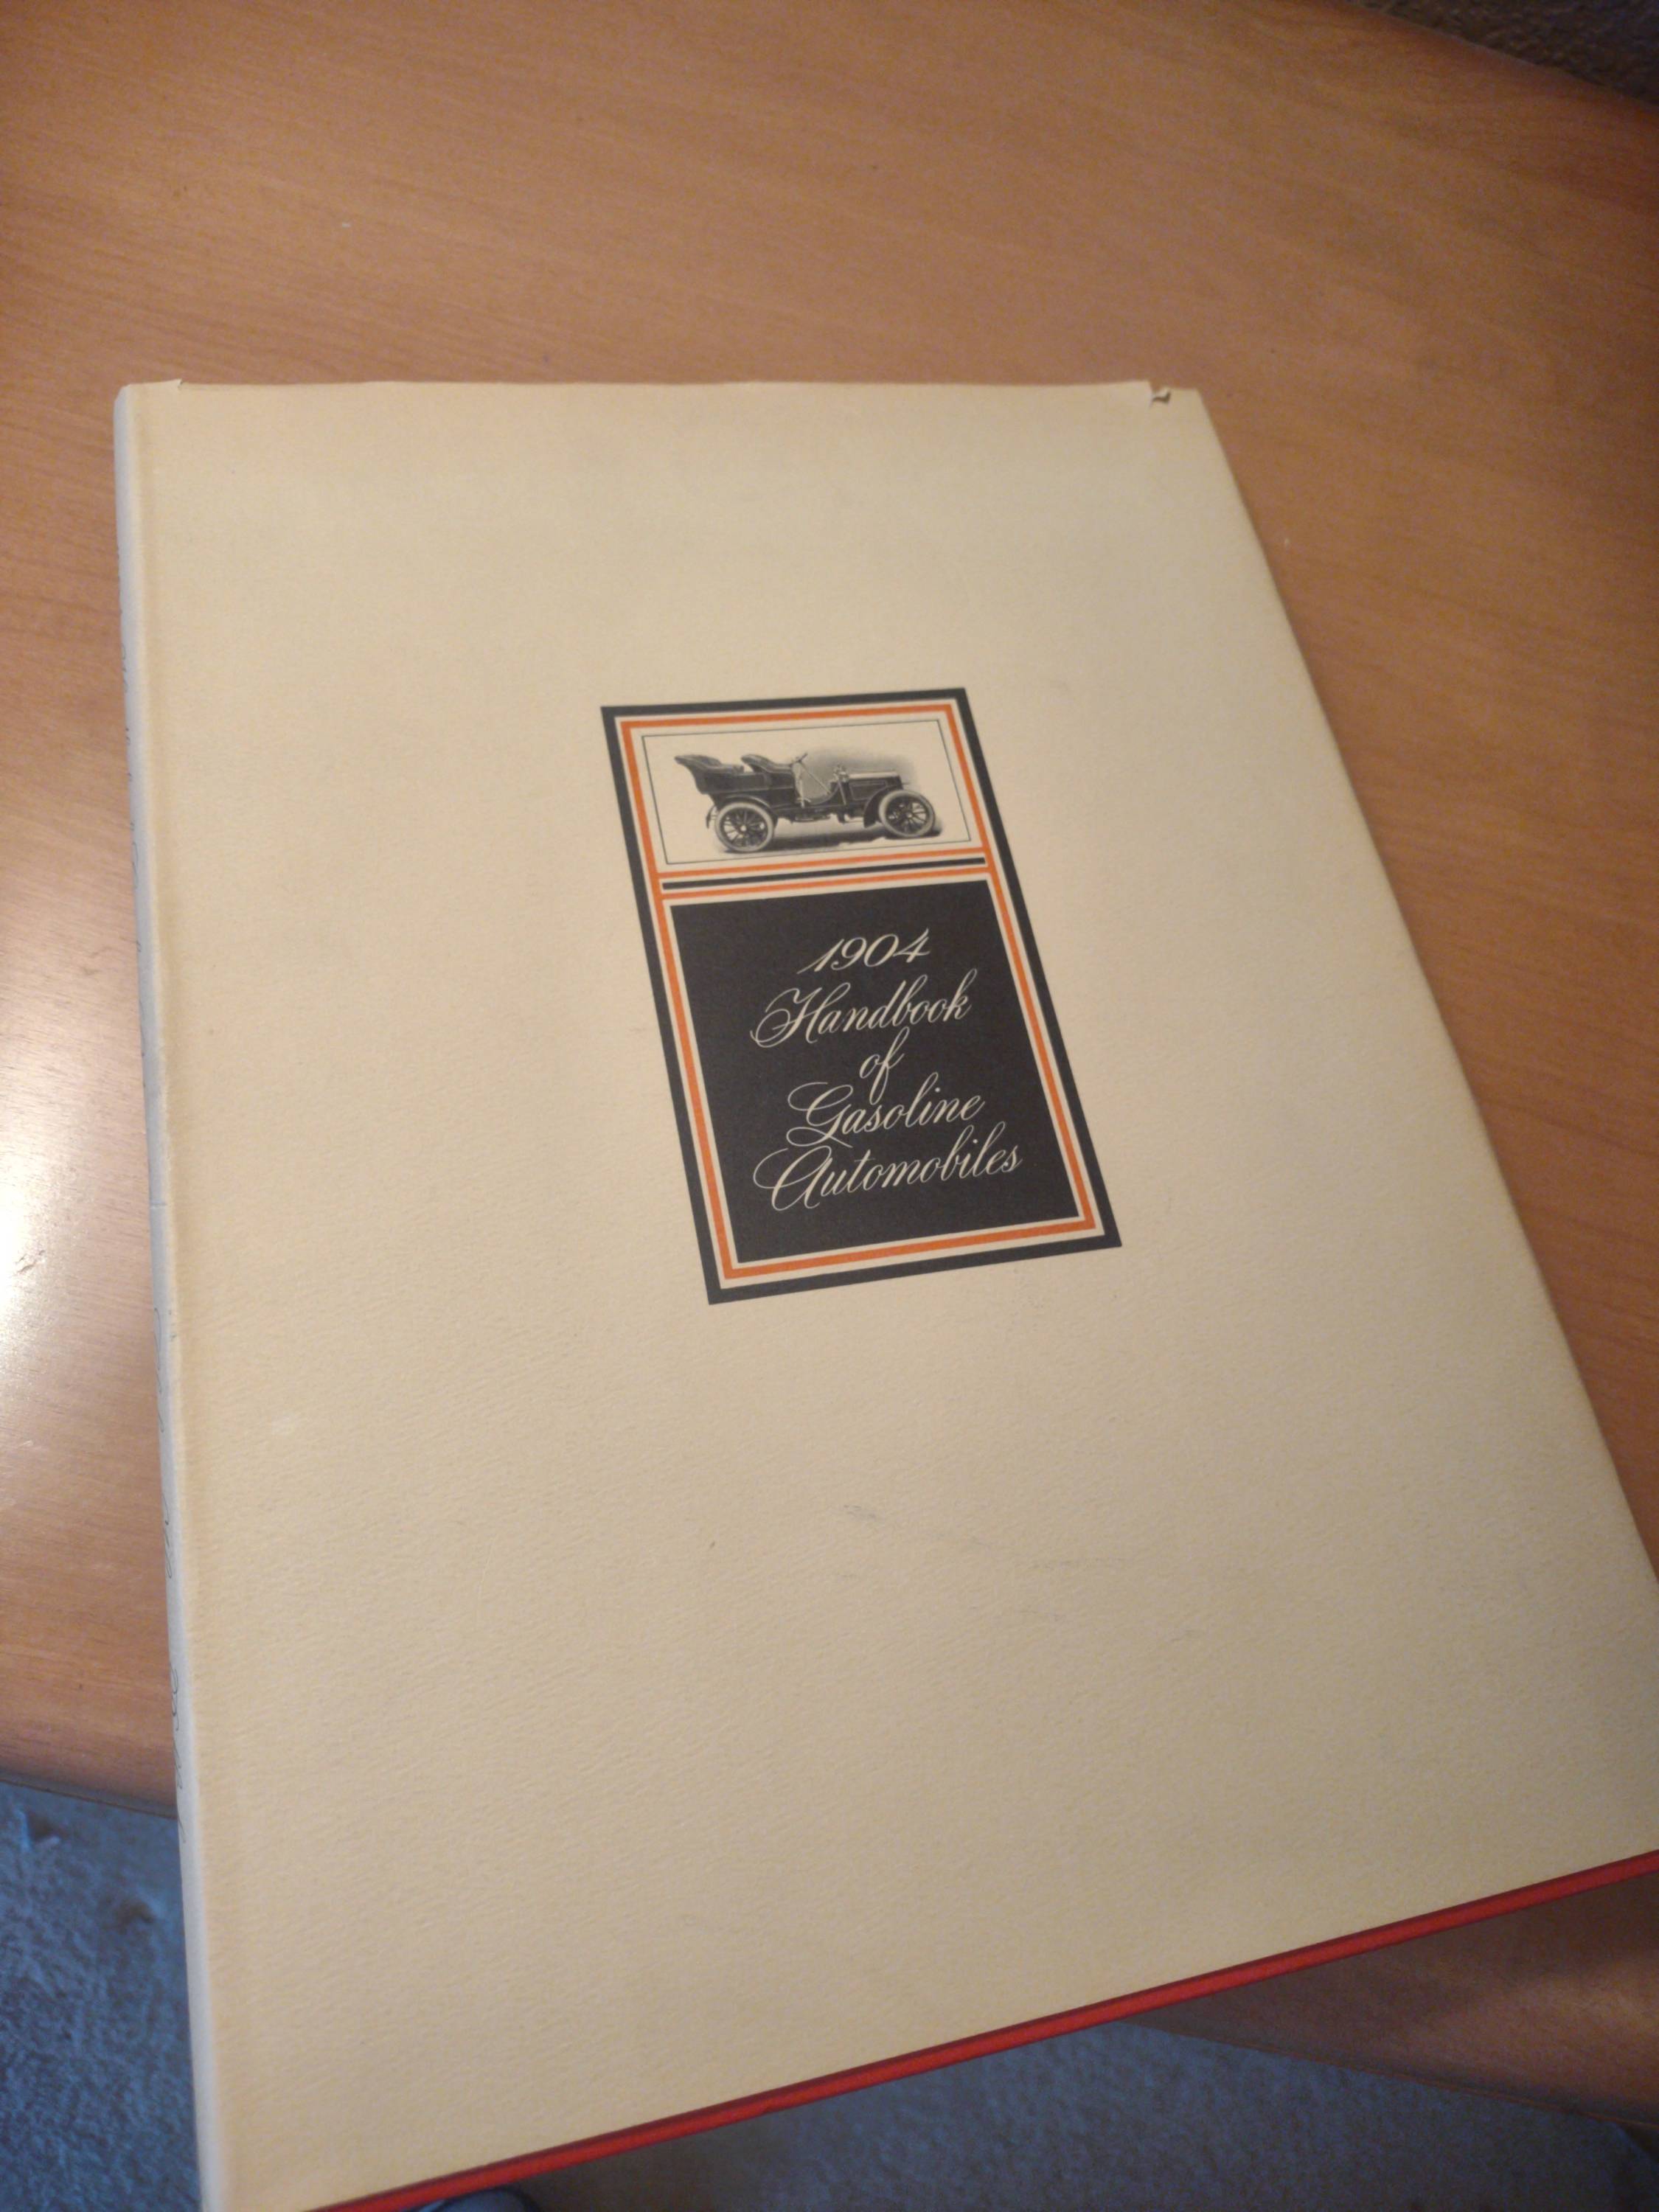 1904
Handbook
of
Gasoline
Automobiles